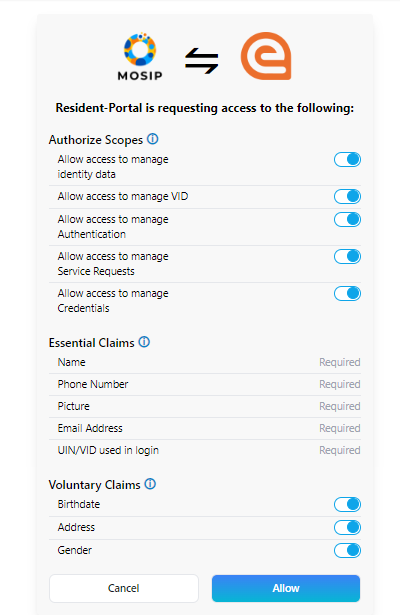 MOSIP
Resident-Portal is requesting access to the following:
Authorize Scopes
Allow access to manage
identity data
Allow access to manage VID
Allow access to manage
Authentication
Allow access to manage
Service Requests
Allow access to manage
Credentials
Essential Claims
Name Required
Phone Number Required
Picture Required
Email Address Required
UIN/VID used in login Required
Voluntary Claims
Birthdate
Address
Gender
Cancel Allow